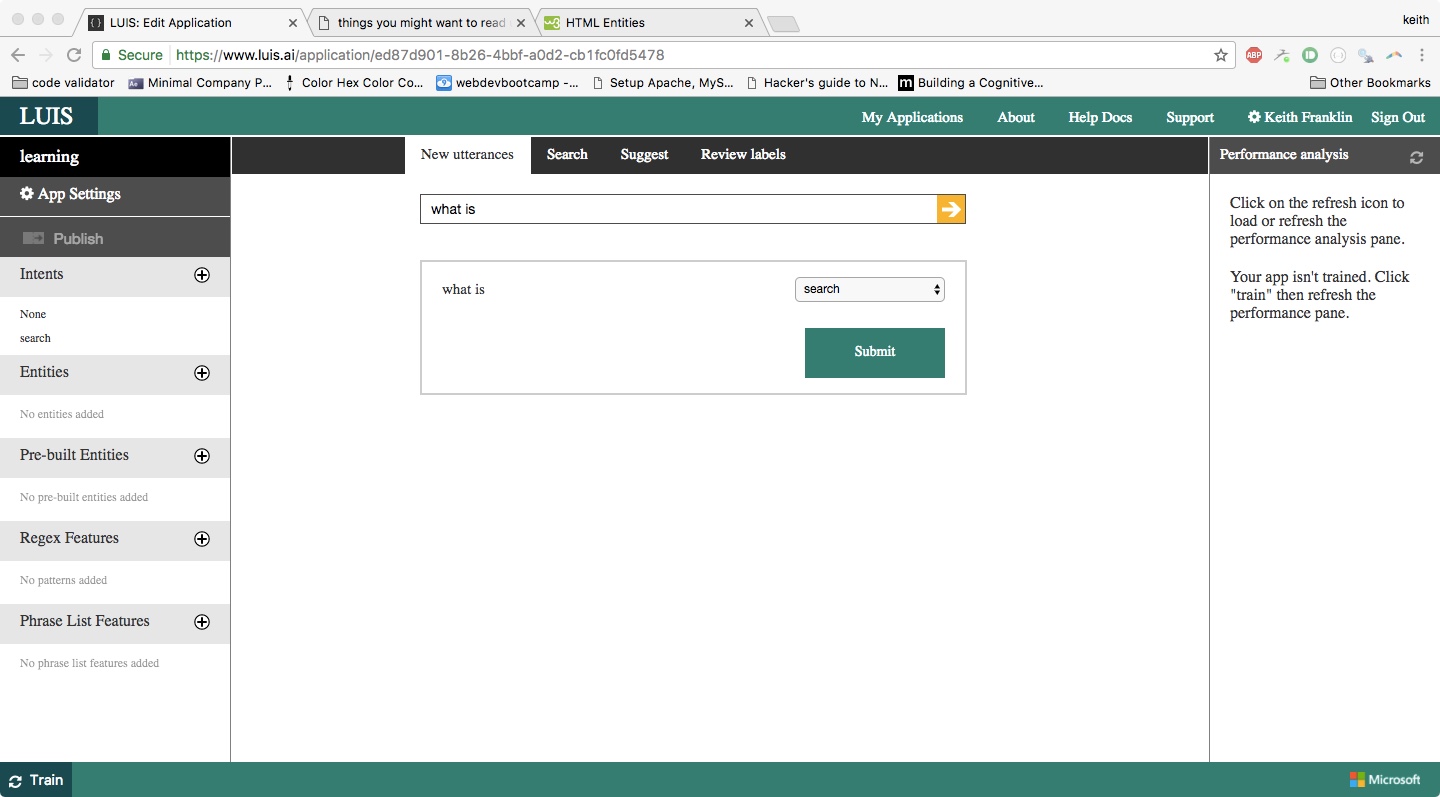 LUIS: Edit Application
things you might want to read
HTML Entities
keith
Secure https://www.luis.ai/application/ed87d901-8b26-4bbf-a0d2-cb1fc0fd5478
ABP
code validator
Minimal Company P...
Color Hex Color Co...
webdevbootcamp -...
Setup Apache, MyS...
Hacker's guide to N...
m Building a Cognitive...
Other Bookmarks
LUIS
My Applications
About
Help Docs
Support
Keith Franklin
Sign Out
learning
App Settings
Publish
Intents
None
search
Entities
No entities added
Pre-built Entities
No pre-built entities added
Regex Features
No patterns added
Phrase List Features
No phrase list features added
New utterances
Search
Suggest
Review labels
what is
what is
search
Submit
Performance analysis
Click on the refresh icon to
load or refresh the
performance analysis pane.
Your app isn't trained. Click
"train" then refresh the
performance pane.
Train
Microsoft